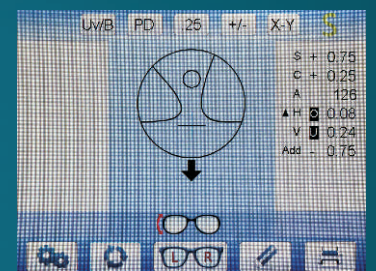 Uv/B PD .25 +/- X-Y S
S + 0.75
C + 0.25
A 126
▲ H O 0.08
V U 0.24
Add - 0.75
L R